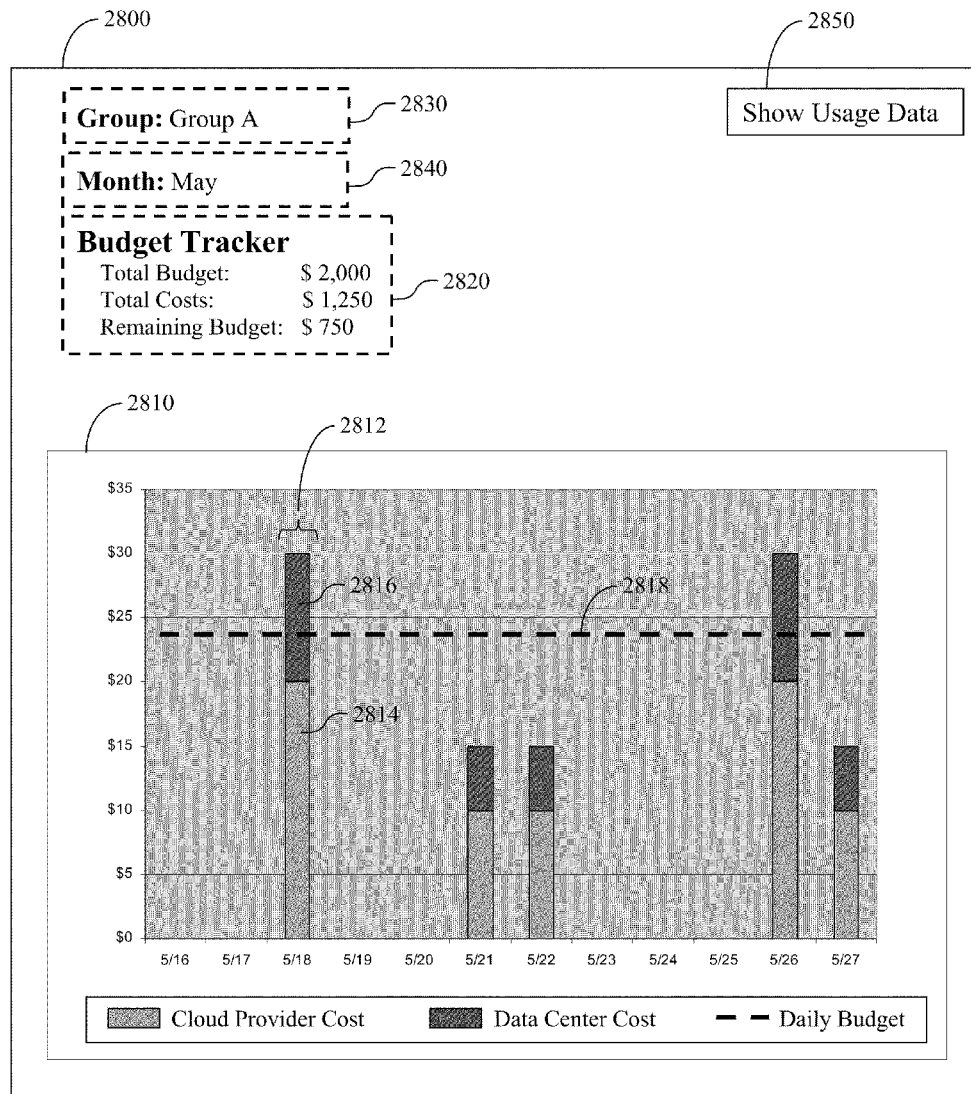 2800
2850
Group: Group A
2830
Show Usage Data
Month: May
2840
Budget Tracker
Total Budget: $ 2,000
Total Costs: $ 1,250
2820
Remaining Budget: $ 750
2810
2812
$35
$30
2816
2818
$25
$20
2814
$15
$10
$5
$0
5/16 5/17 5/18 5/19 5/20 5/21 5/22 5/23 5/24 5/25 5/26 5/27
Cloud Provider Cost Data Center Cost Daily Budget